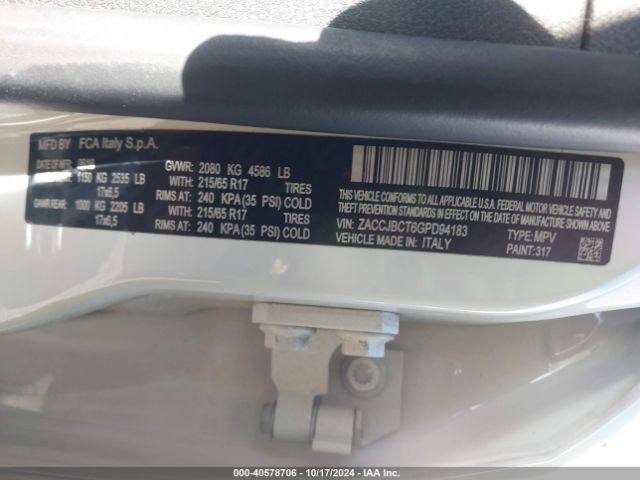 MFD BY FCA Italy S.p.A.
DATE OF MFR
GVWR: 2080 KG 4586 LB
1150 KG 2535 LB WITH: 215/65 R17 TIRES
17x6,5 RIMS AT: 240 KPA (35 PSI) COLD
GAWR REAR: 1000 KG 2205 LB WITH: 215/65 R17 TIRES
17x6,5 RIMS AT: 240 KPA (35 PSI) COLD
THIS VEHICLE CONFORMS TO ALL APPLICABLE U.S.A. FEDERAL MOTOR VEHICLE SAFETY, BUMPER AND THEFT PREVENTION STANDARDS IN EFFECT ON THE DATE OF MANUFACTURE SHOWN ABOVE.
VIN: ZACCJBCT6GPD94183 TYPE: MPV
VEHICLE MADE IN: ITALY PAINT: 317
000-40578706 | 10/17/2024 | IAA, INC.